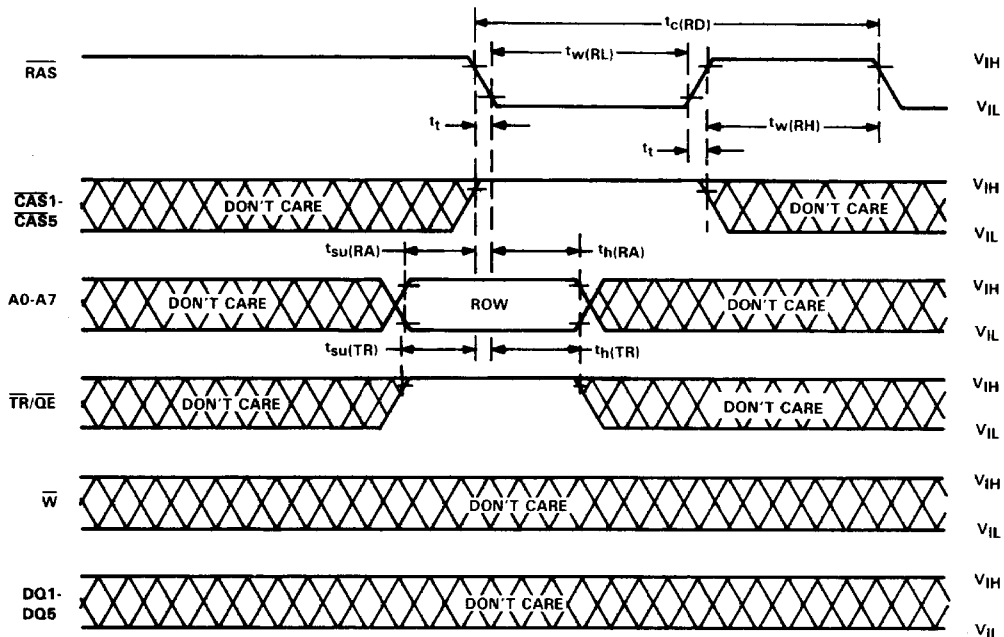 tc(RD)
tw(RL)
RAS
VIH
VIL
tt
tw(RH)
tt
CAS1-
CAS5
DON'T CARE
DON'T CARE
VIH
VIL
tsu(RA)
th(RA)
A0-A7
DON'T CARE
ROW
DON'T CARE
VIH
VIL
tsu(TR)
th(TR)
TR/QE
DON'T CARE
DON'T CARE
VIH
VIL
W
DON'T CARE
VIH
VIL
DQ1-
DQ5
DON'T CARE
VIH
VIL